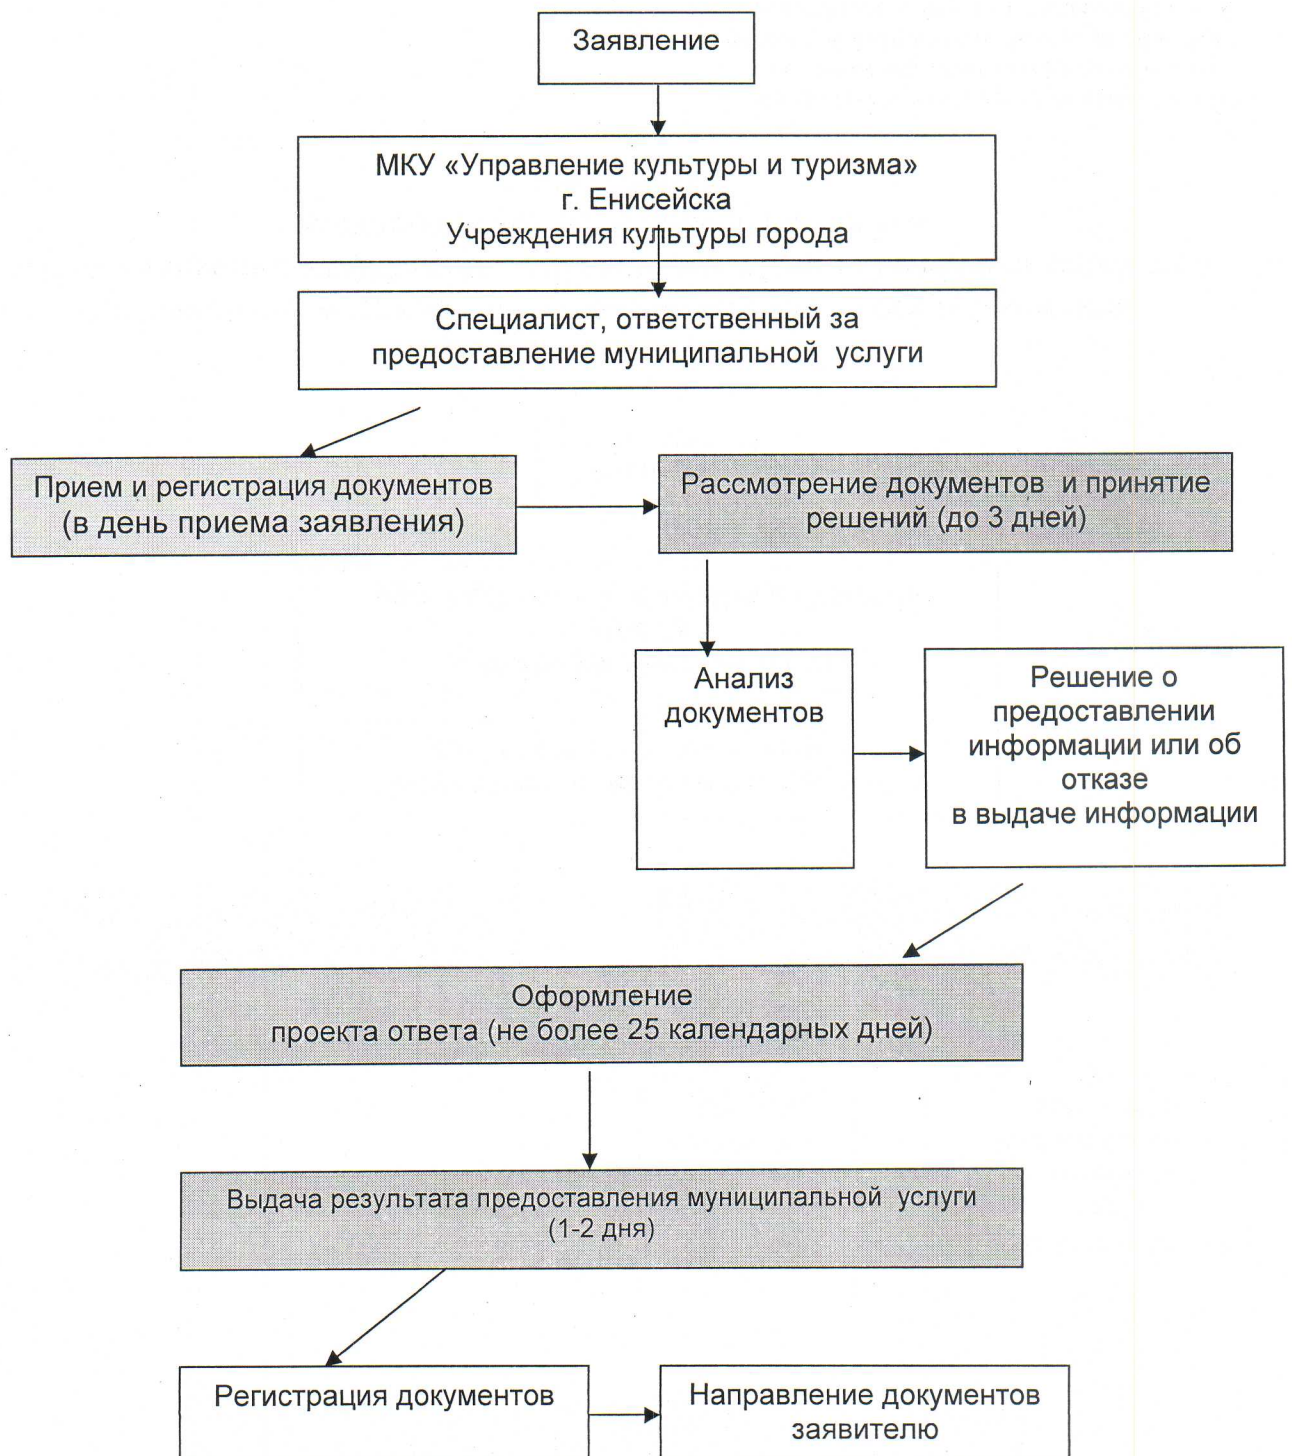 Заявление
МКУ «Управление культуры и туризма»
г. Енисейска
Учреждения культуры города
Специалист, ответственный за
предоставление муниципальной услуги
Прием и регистрация документов
(в день приема заявления)
Рассмотрение документов и принятие
решений (до 3 дней)
Анализ
документов
Решение о
предоставлении
информации или об
отказе
в выдаче информации
Оформление
проекта ответа (не более 25 календарных дней)
Выдача результата предоставления муниципальной услуги
(1-2 дня)
Регистрация документов
Направление документов
заявителю